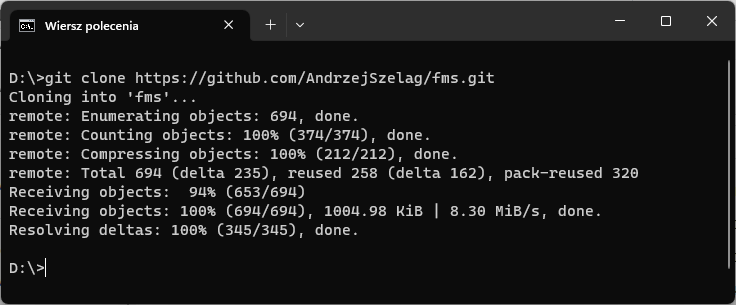 Wiersz polecenia
D:\>git clone https://github.com/AndrzejSzelag/fms.git
Cloning into 'fms'...
remote: Enumerating objects: 694, done.
remote: Counting objects: 100% (374/374), done.
remote: Compressing objects: 100% (212/212), done.
remote: Total 694 (delta 235), reused 258 (delta 162), pack-reused 320
Receiving objects:  94% (653/694)
Receiving objects: 100% (694/694), 1004.98 KiB | 8.30 MiB/s, done.
Resolving deltas: 100% (345/345), done.
D:\>